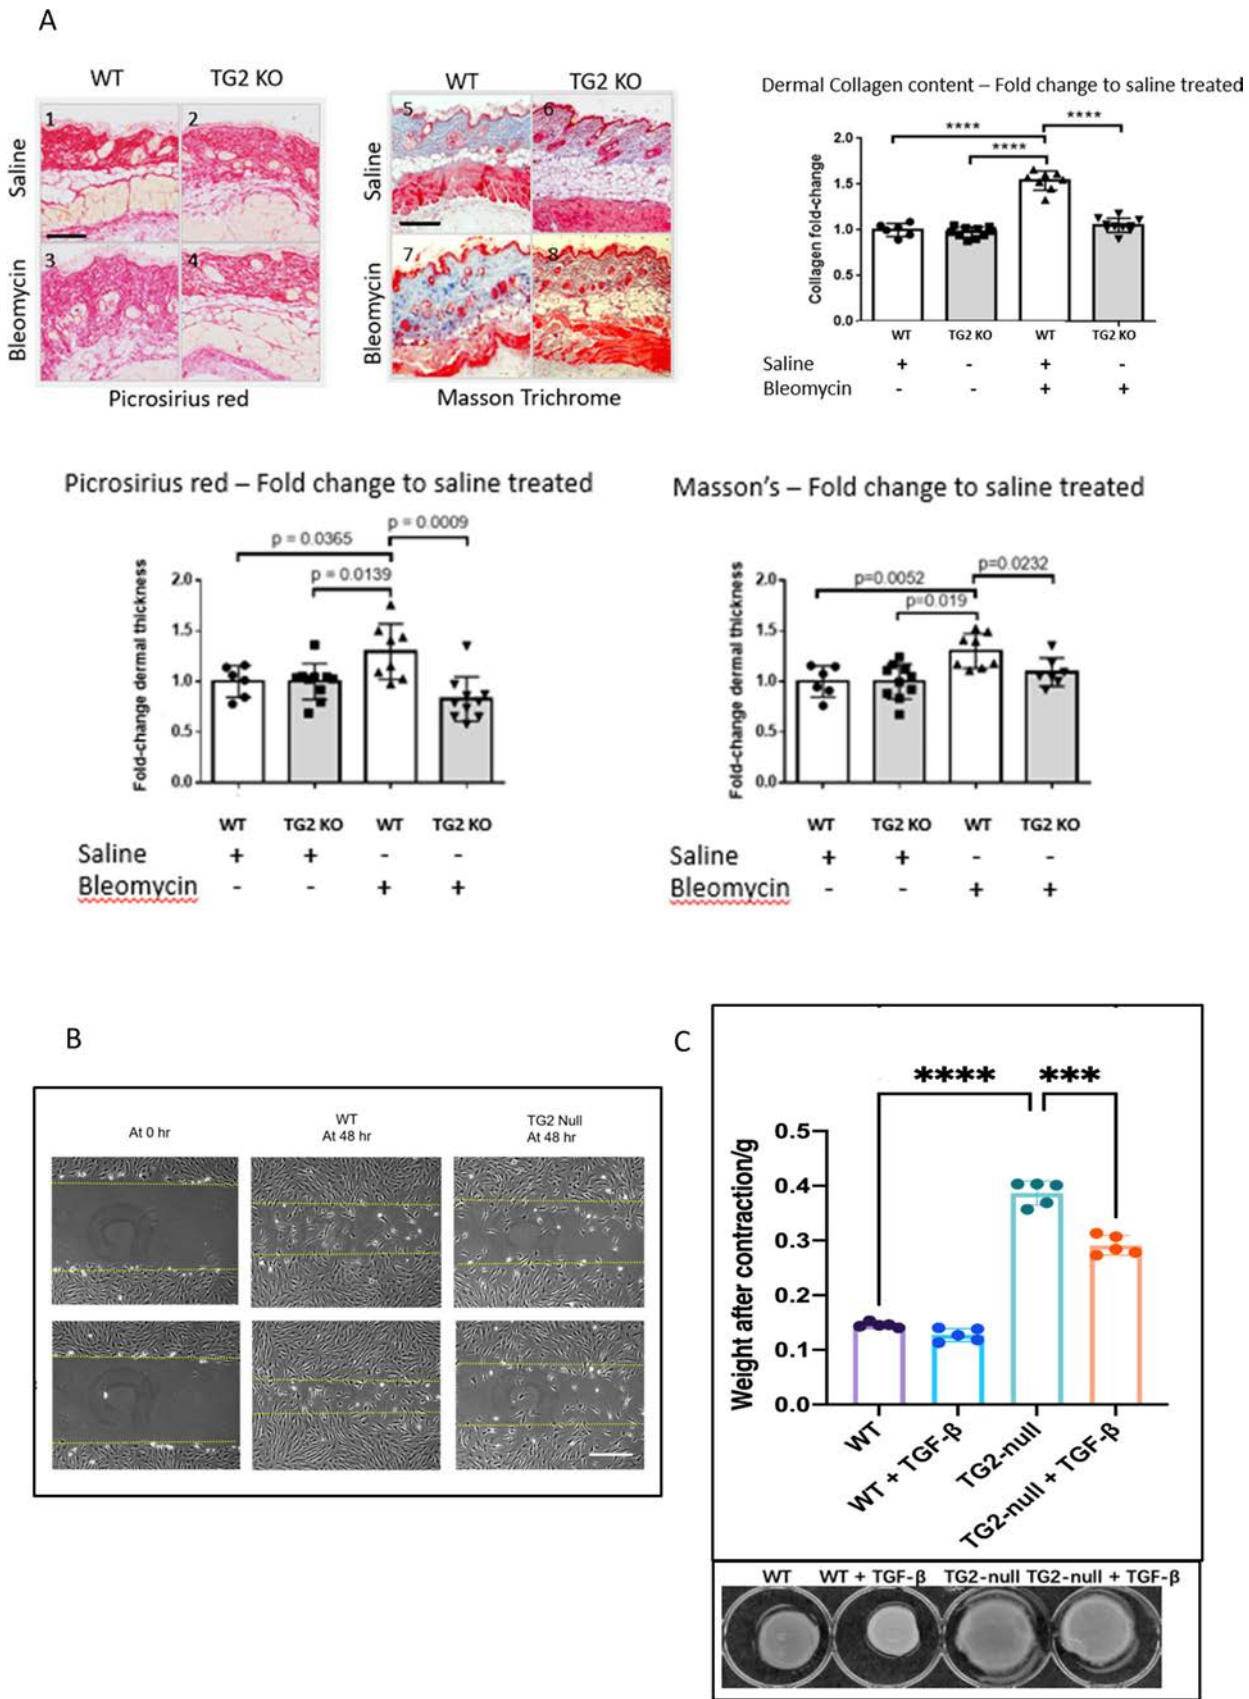 A
WT TG2 KO
Saline
Bleomycin
1 2
3 4
Picrosirius red
WT TG2 KO
Saline
Bleomycin
5 6
7 8
Masson Trichrome
Dermal Collagen content – Fold change to saline treated
**** ****
****
Collagen fold-change
2.0
1.5
1.0
0.5
0.0
WT TG2 KO WT TG2 KO
Saline + - + -
Bleomycin - - + +
Picrosirius red – Fold change to saline treated
p = 0.0009
p = 0.0365
p = 0.0139
Fold-change dermal thickness
2.0
1.5
1.0
0.5
0.0
WT TG2 KO WT TG2 KO
Saline + + - -
Bleomycin - - + +
Masson's – Fold change to saline treated
p=0.0232
p=0.0052
p=0.019
Fold-change dermal thickness
2.0
1.5
1.0
0.5
0.0
WT TG2 KO WT TG2 KO
Saline + + - -
Bleomycin - - + +
B
At 0 hr
WT
At 48 hr
TG2 Null
At 48 hr
C
**** ***
Weight after contraction/g
0.5
0.4
0.3
0.2
0.1
0.0
WT
WT + TGF-β
TG2-null
TG2-null + TGF-β
WT WT + TGF-β TG2-null TG2-null + TGF-β